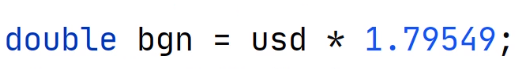 double bgn = usd * 1.79549;